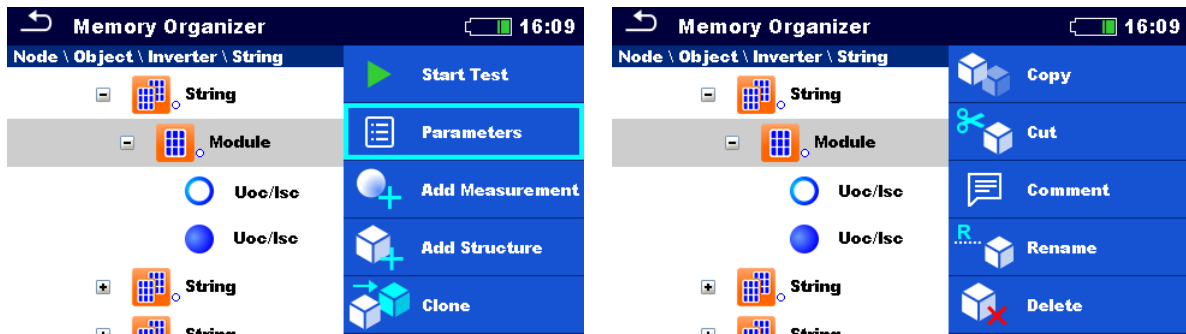 Memory Organizer 16:09
Node \ Object \ Inverter \ String
String
Module
Uoc/Isc
Uoc/Isc
String
String
Start Test
Parameters
Add Measurement
Add Structure
Clone
Memory Organizer 16:09
Node \ Object \ Inverter \ String
String
Module
Uoc/Isc
Uoc/Isc
String
String
Copy
Cut
Comment
R
Rename
Delete